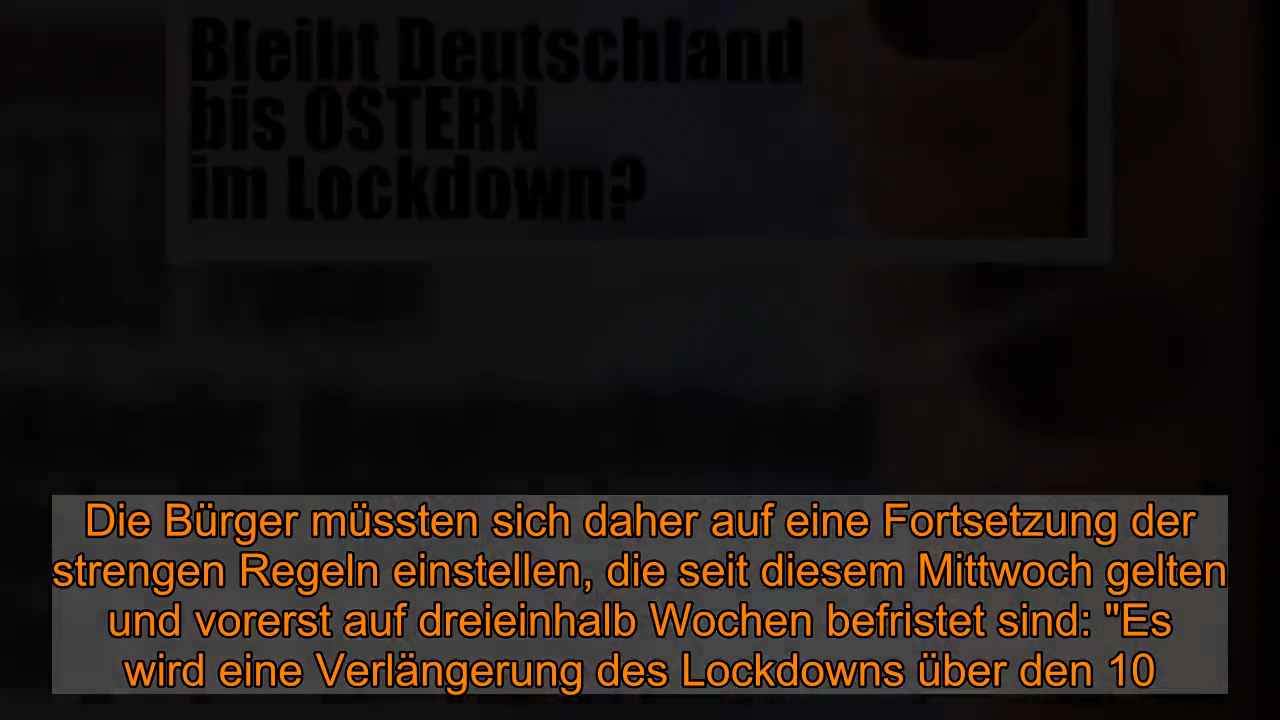 Bleibt Deutschland
bis OSTERN
im Lockdown?
Die Bürger müssten sich daher auf eine Fortsetzung der
strengen Regeln einstellen, die seit diesem Mittwoch gelten
und vorerst auf dreieinhalb Wochen befristet sind: "Es
wird eine Verlängerung des Lockdowns über den 10